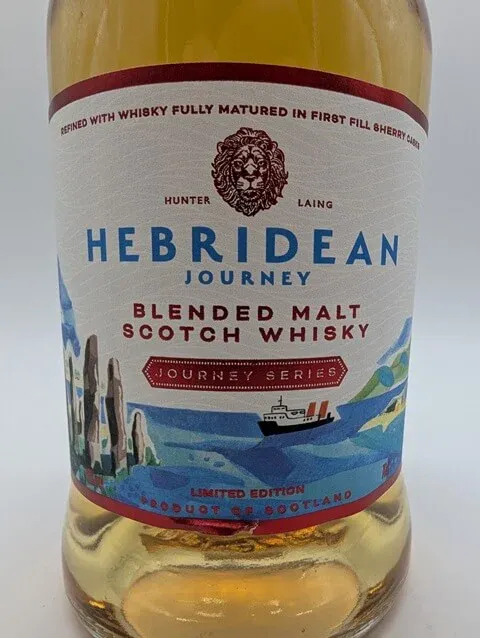 REFINED WITH WHISKY FULLY MATURED IN FIRST FILL SHERRY CASKS
HUNTER LAING
HEBRIDEAN
JOURNEY
BLENDED MALT
SCOTCH WHISKY
JOURNEY SERIES
LIMITED EDITION
PRODUCT OF SCOTLAND